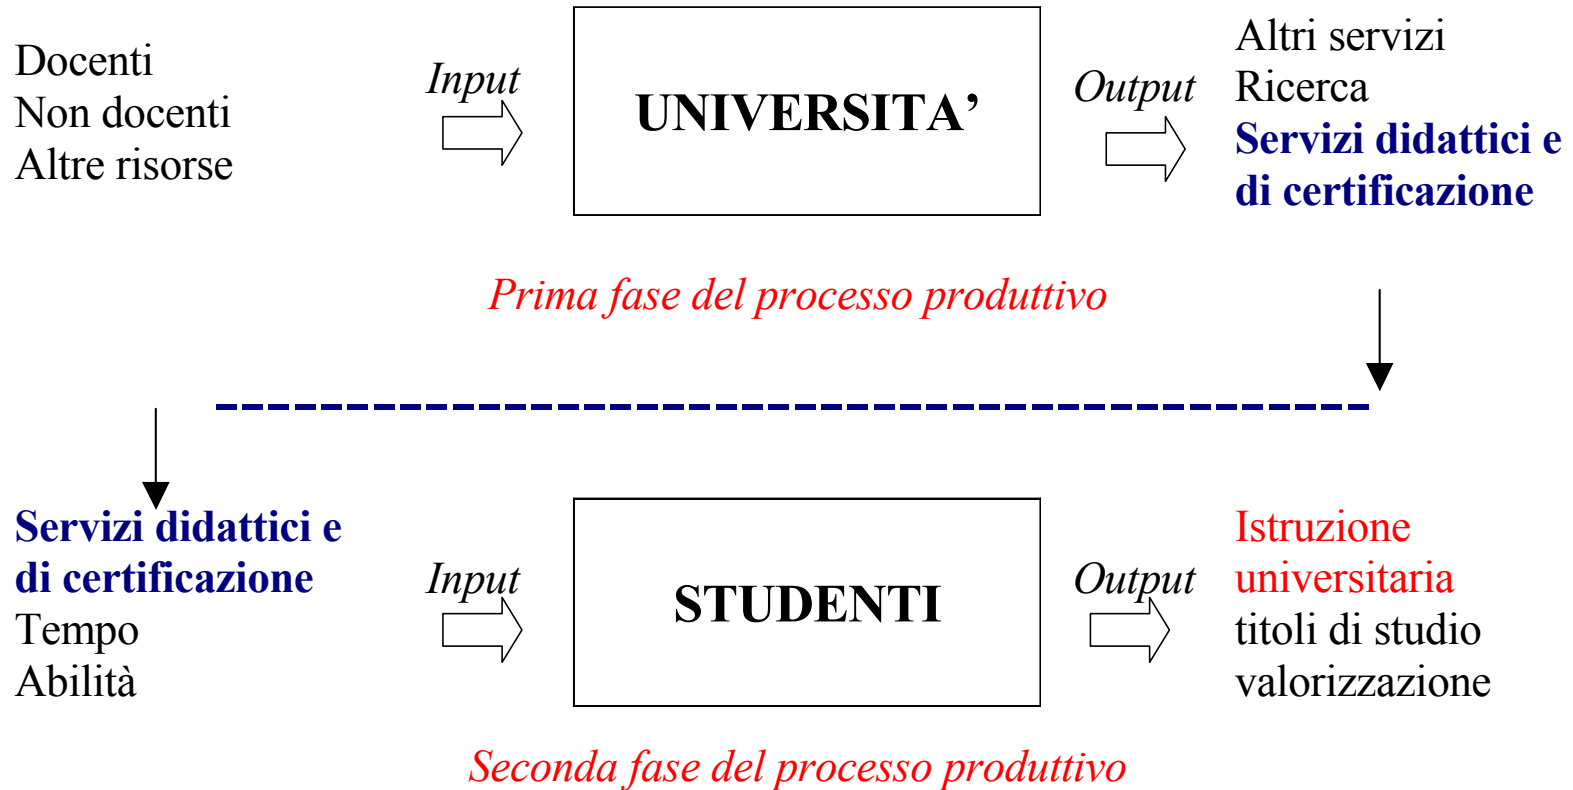 Docenti
Non docenti
Altre risorse
Input
UNIVERSITA’
Output
Altri servizi
Ricerca
Servizi didattici e
di certificazione
Prima fase del processo produttivo
Servizi didattici e
di certificazione
Tempo
Abilità
Input
STUDENTI
Output
Istruzione
universitaria
titoli di studio
valorizzazione
Seconda fase del processo produttivo